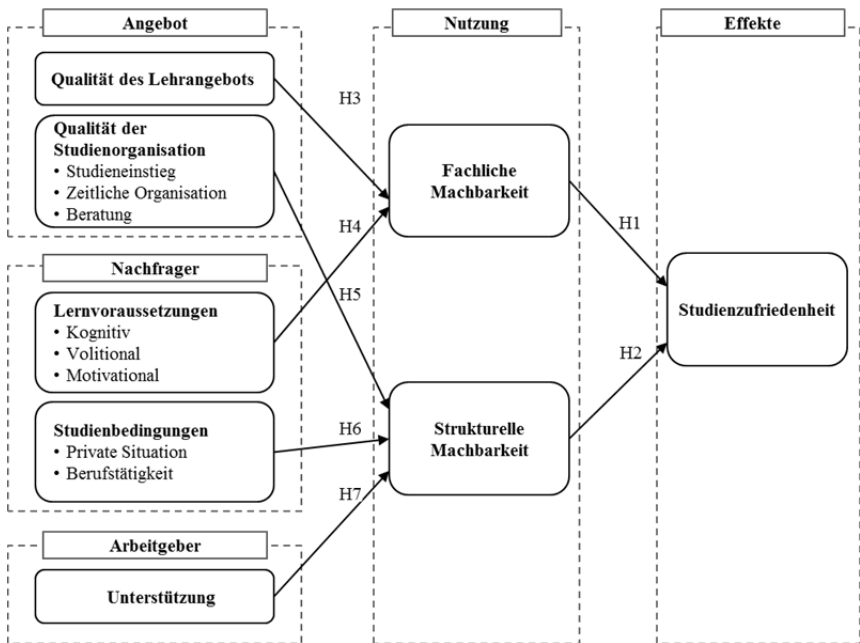 Angebot
Qualität des Lehrangebots
Qualität der
Studienorganisation
• Studieneinstieg
• Zeitliche Organisation
• Beratung
Nachfrager
Lernvoraussetzungen
• Kognitiv
• Volitional
• Motivational
Studienbedingungen
• Private Situation
• Berufstätigkeit
Arbeitgeber
Unterstützung
H3
H4
H5
H6
H7
Nutzung
Fachliche
Machbarkeit
Strukturelle
Machbarkeit
H1
H2
Effekte
Studienzufriedenheit